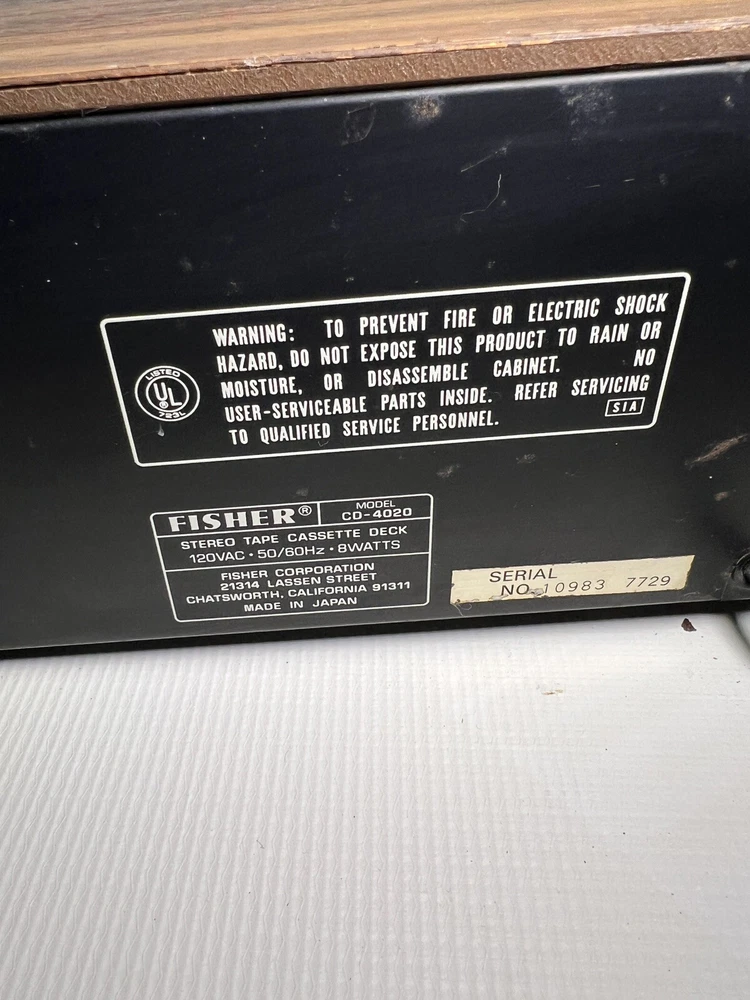 WARNING: TO PREVENT FIRE OR ELECTRIC SHOCK
HAZARD, DO NOT EXPOSE THIS PRODUCT TO RAIN OR
MOISTURE, OR DISASSEMBLE CABINET. NO
USER-SERVICEABLE PARTS INSIDE. REFER SERVICING
TO QUALIFIED SERVICE PERSONNEL.
SIA
LISTED
UL®
723L
FISHER®
MODEL
CD-4020
STEREO TAPE CASSETTE DECK
120VAC • 50/60Hz • 8WATTS
FISHER CORPORATION
21314 LASSEN STREET
CHATSWORTH, CALIFORNIA 91311
MADE IN JAPAN
SERIAL
NO. 10983 7729